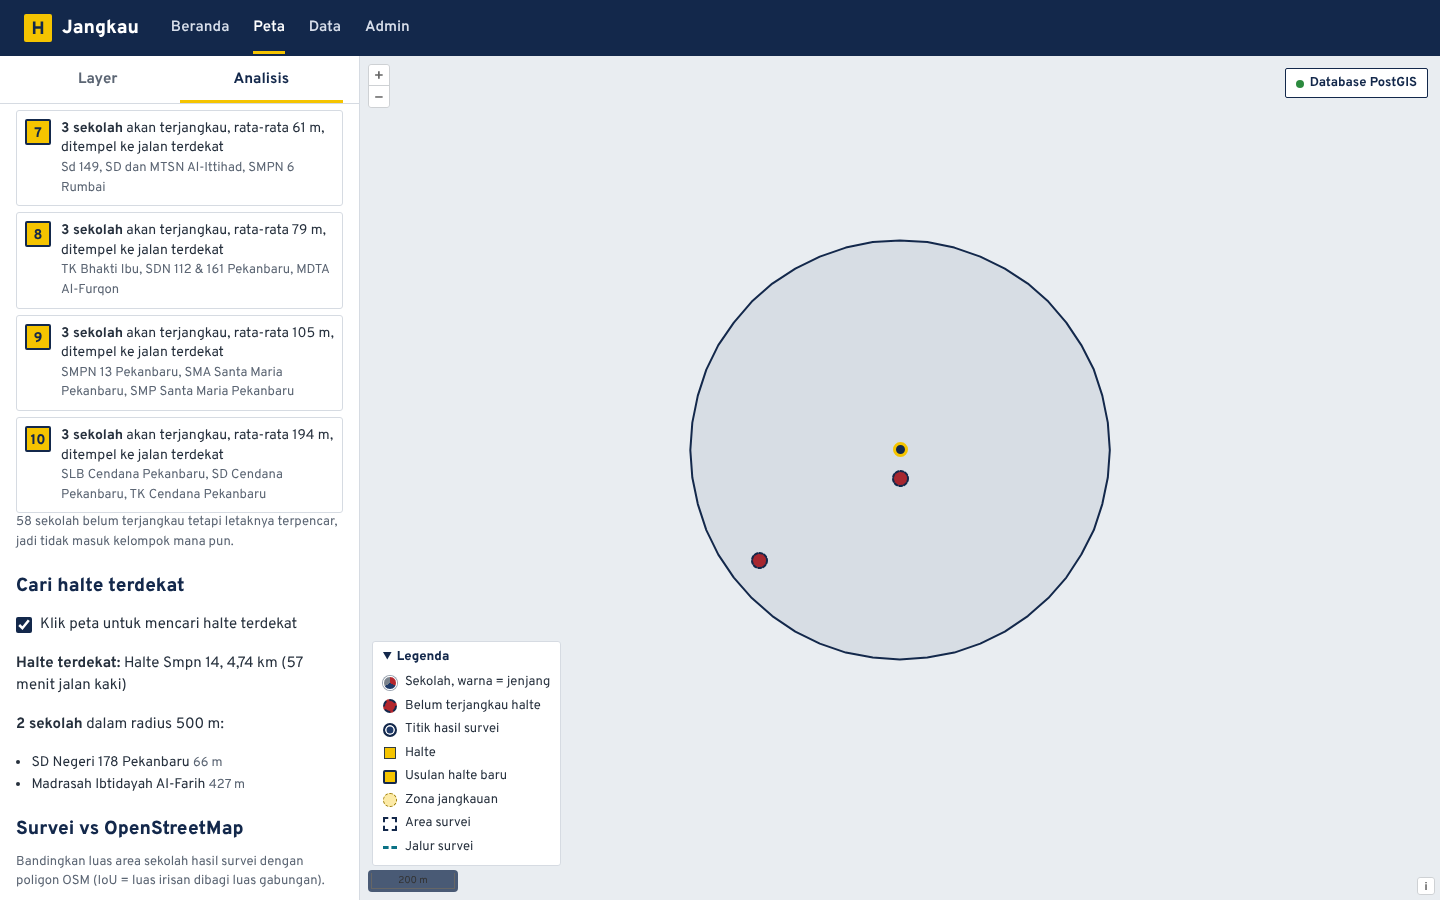 H Jangkau Beranda Peta Data Admin
Layer Analisis
7
3 sekolah akan terjangkau, rata-rata 61 m,
ditempel ke jalan terdekat
Sd 149, SD dan MTSN Al-Ittihad, SMPN 6
Rumbai
8
3 sekolah akan terjangkau, rata-rata 79 m,
ditempel ke jalan terdekat
TK Bhakti Ibu, SDN 112 & 161 Pekanbaru, MDTA
Al-Furqon
9
3 sekolah akan terjangkau, rata-rata 105 m,
ditempel ke jalan terdekat
SMPN 13 Pekanbaru, SMA Santa Maria
Pekanbaru, SMP Santa Maria Pekanbaru
10
3 sekolah akan terjangkau, rata-rata 194 m,
ditempel ke jalan terdekat
SLB Cendana Pekanbaru, SD Cendana
Pekanbaru, TK Cendana Pekanbaru
58 sekolah belum terjangkau tetapi letaknya terpencar,
jadi tidak masuk kelompok mana pun.
Cari halte terdekat
Klik peta untuk mencari halte terdekat
Halte terdekat: Halte Smpn 14, 4,74 km (57
menit jalan kaki)
2 sekolah dalam radius 500 m:
• SD Negeri 178 Pekanbaru 66 m
• Madrasah Ibtidayah Al-Farih 427 m
Survei vs OpenStreetMap
Bandingkan luas area sekolah hasil survei dengan
poligon OSM (IoU = luas irisan dibagi luas gabungan).
+
−
Database PostGIS
▼ Legenda
Sekolah, warna = jenjang
Belum terjangkau halte
Titik hasil survei
Halte
Usulan halte baru
Zona jangkauan
Area survei
Jalur survei
200 m
i